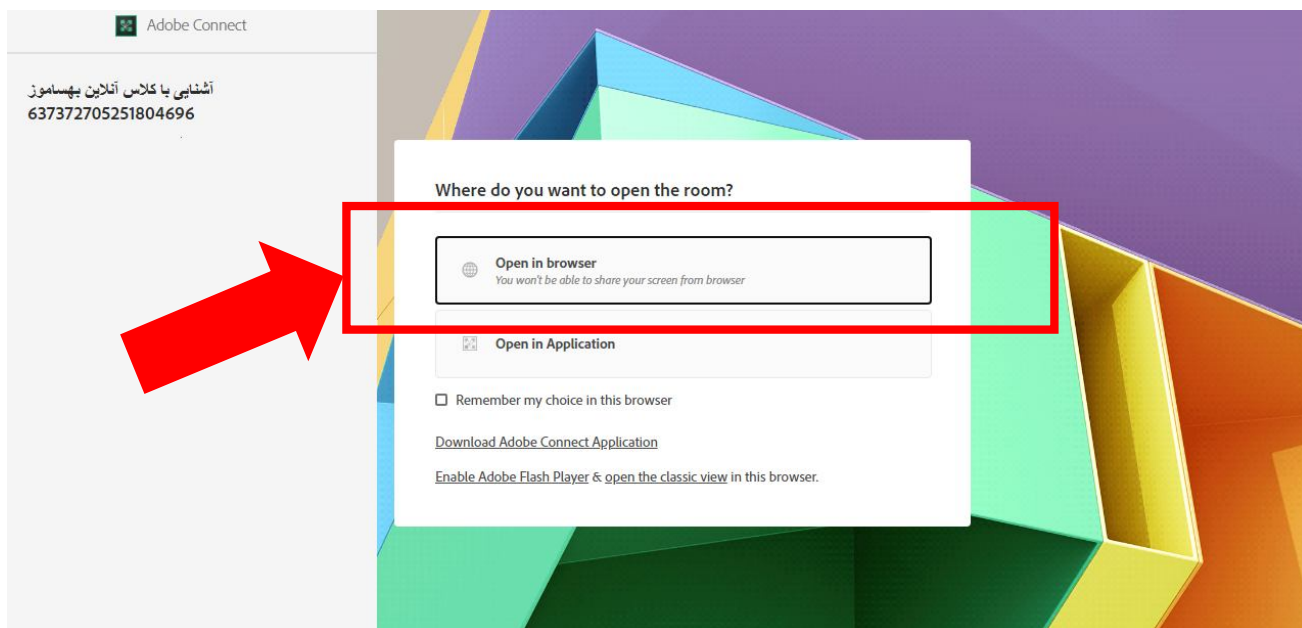 Adobe Connect
آشنایی با کلاس آنلاین بهساموز
637372705251804696
Where do you want to open the room?
Open in browser
You won't be able to share your screen from browser
Open in Application
Remember my choice in this browser
Download Adobe Connect Application
Enable Adobe Flash Player & open the classic view in this browser.